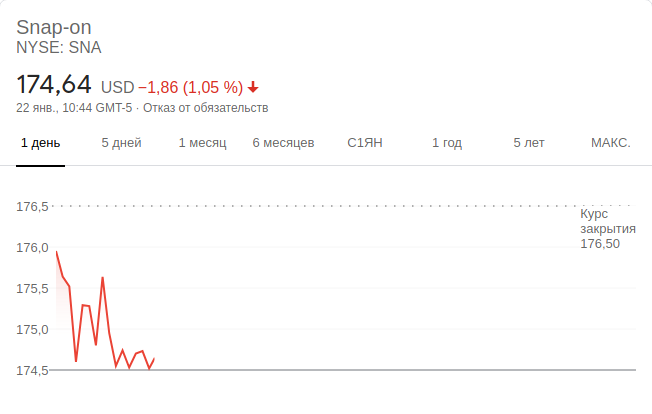 Snap-on
NYSE: SNA
174,64 USD −1,86 (1,05 %)
22 янв., 10:44 GMT-5 · Отказ от обязательств
1 день 5 дней 1 месяц 6 месяцев С1ЯН 1 год 5 лет МАКС.
176,5
Курс
закрытия
176,50
176,0
175,5
175,0
174,5